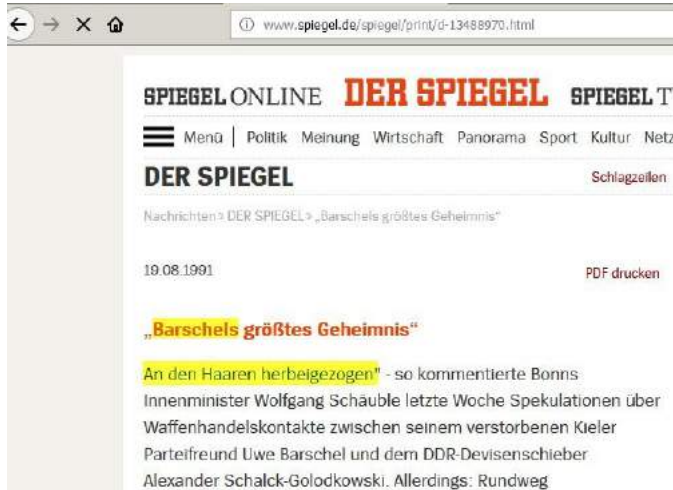 www.spiegel.de/spiegel/print/d-13488970.html
SPIEGEL ONLINE DER SPIEGEL SPIEGEL T
Menü | Politik Meinung Wirtschaft Panorama Sport Kultur Netz
DER SPIEGEL Schlagzeilen
Nachrichten > DER SPIEGEL > „Barschels größtes Geheimnis“
19.08.1991 PDF drucken
„Barschels größtes Geheimnis“
An den Haaren herbeigezogen" - so kommentierte Bonns
Innenminister Wolfgang Schäuble letzte Woche Spekulationen über
Waffenhandelskontakte zwischen seinem verstorbenen Kieler
Parteifreund Uwe Barschel und dem DDR-Devisenschieber
Alexander Schalck-Golodkowski. Allerdings: Rundweg